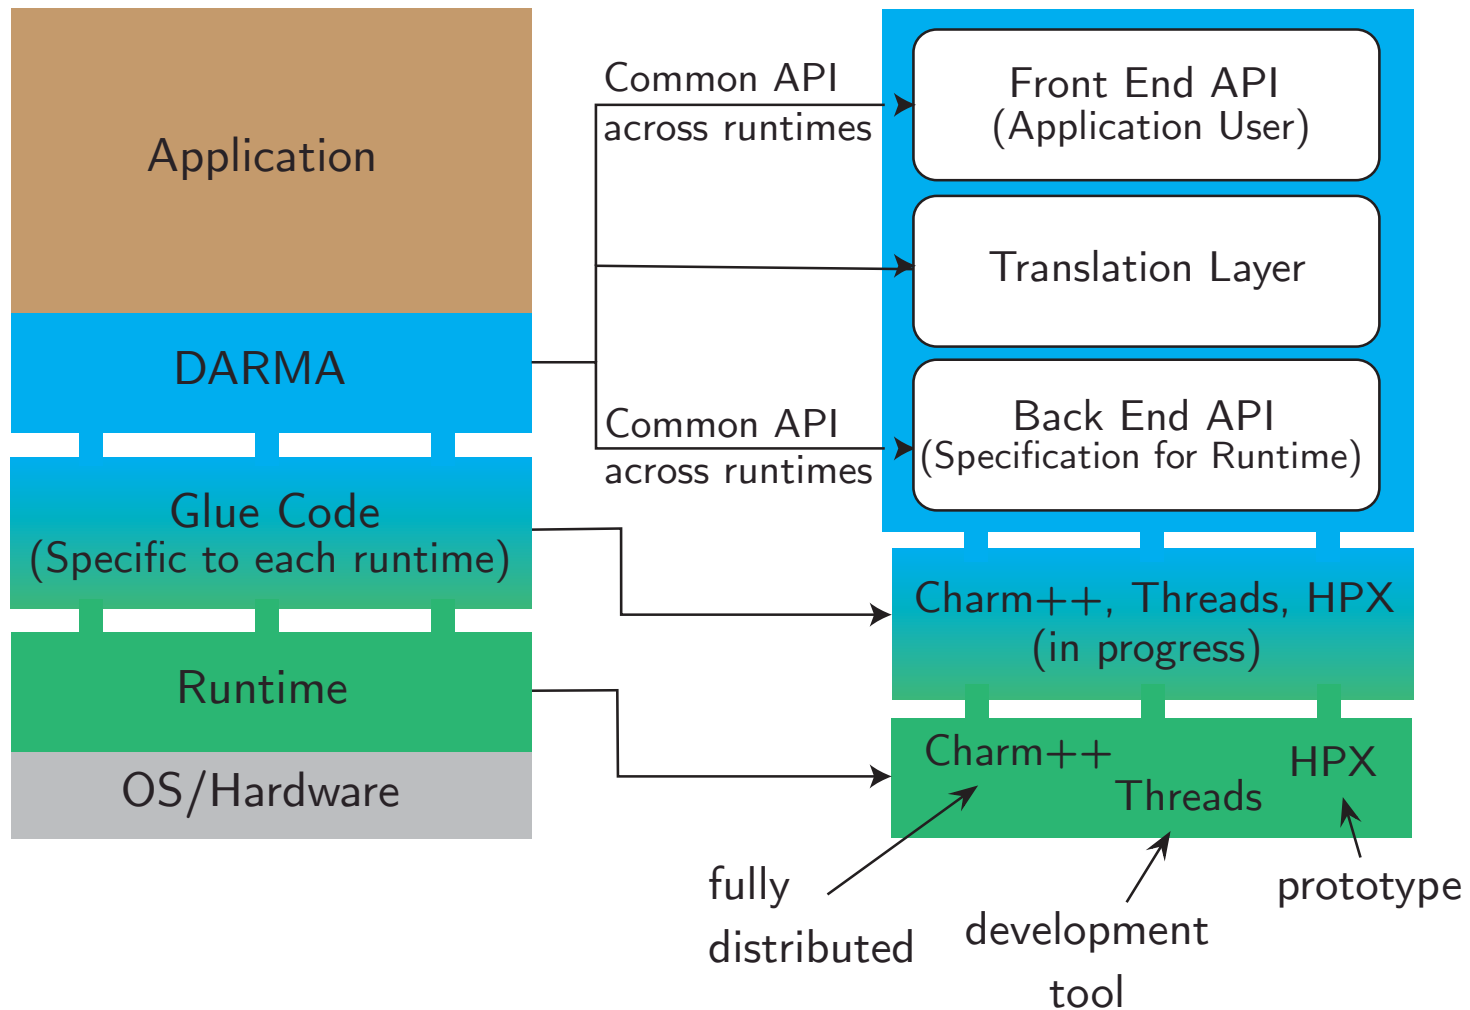 Application
DARMA
Glue Code
(Specific to each runtime)
Runtime
OS/Hardware
Common API
across runtimes
Common API
across runtimes
Front End API
(Application User)
Translation Layer
Back End API
(Specification for Runtime)
Charm++, Threads, HPX
(in progress)
Charm++
Threads
HPX
fully
distributed
development
tool
prototype